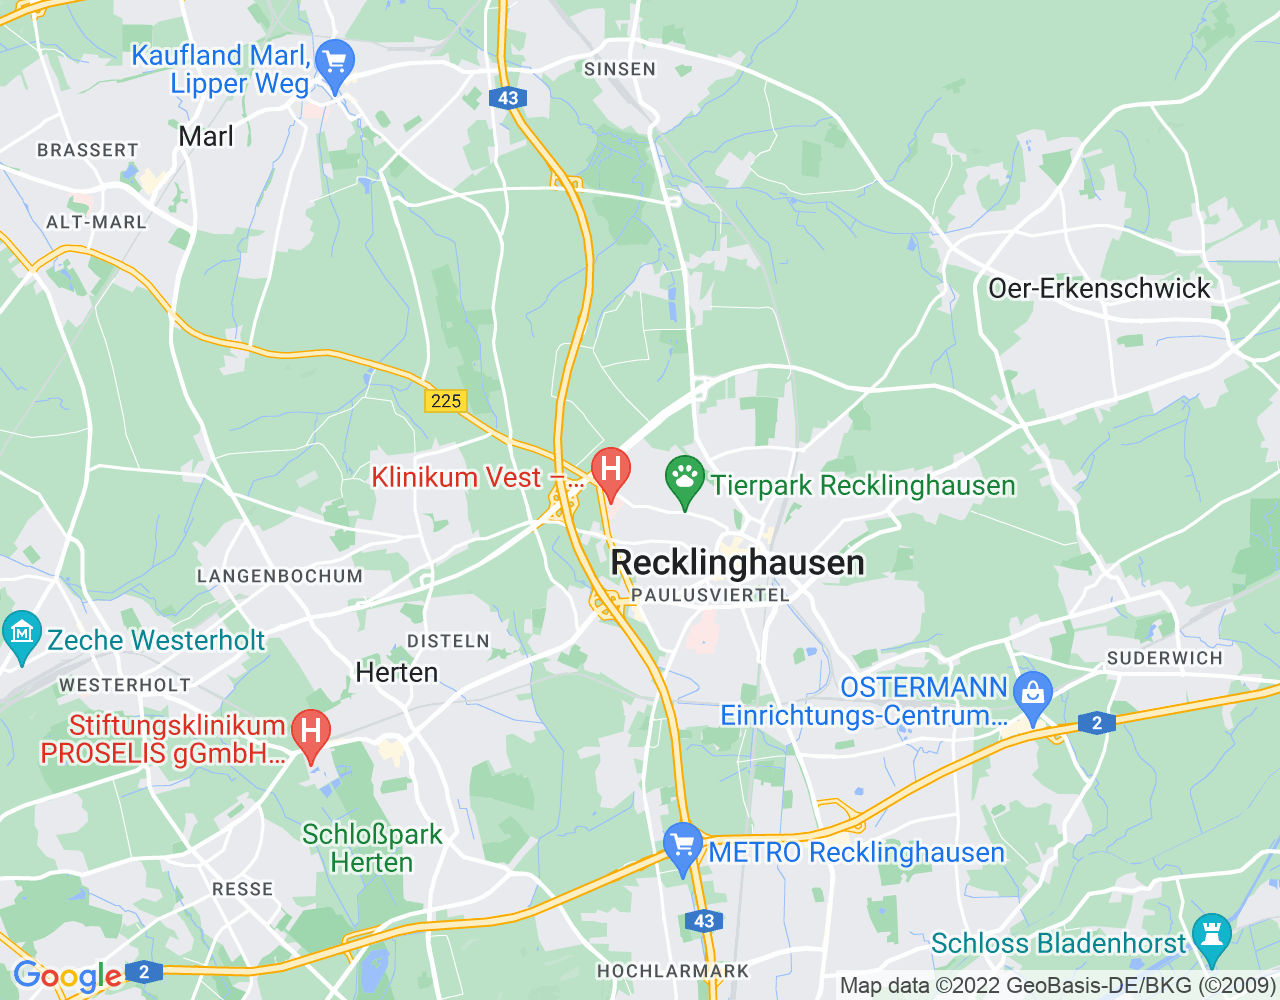 Kaufland Marl,
Lipper Weg
SINSEN
43
Marl
BRASSERT
ALT-MARL
Oer-Erkenschwick
225
Klinikum Vest –...
H
Tierpark Recklinghausen
Recklinghausen
LANGENBOCHUM
PAULUSVIERTEL
Zeche Westerholt
M
DISTELN
Herten
SUDERWICH
WESTERHOLT
OSTERMANN
Einrichtungs-Centrum...
2
Stiftungsklinikum
PROSELIS gGmbH...
H
Schloßpark
Herten
METRO Recklinghausen
RESSE
43
Schloss Bladenhorst
HOCHLARMARK
Google
2
Map data ©2022 GeoBasis-DE/BKG (©2009)